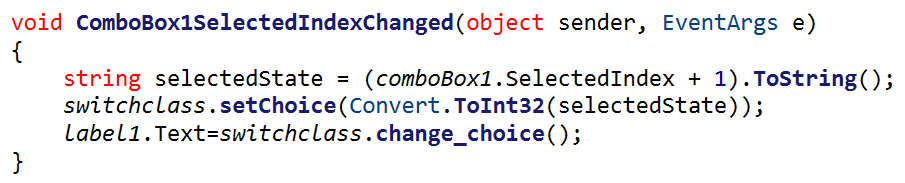 void ComboBox1SelectedIndexChanged(object sender, EventArgs e)
{
    string selectedState = (comboBox1.SelectedIndex + 1).ToString();
    switchclass.setChoice(Convert.ToInt32(selectedState));
    label1.Text=switchclass.change_choice();
}